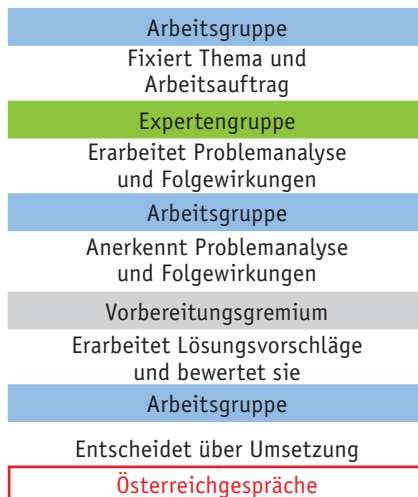 Arbeitsgruppe
Fixiert Thema und
Arbeitsauftrag
Expertengruppe
Erarbeitet Problemanalyse
und Folgewirkungen
Arbeitsgruppe
Anerkennt Problemanalyse
und Folgewirkungen
Vorbereitungsgremium
Erarbeitet Lösungsvorschläge
und bewertet sie
Arbeitsgruppe
Entscheidet über Umsetzung
Österreichgespräche